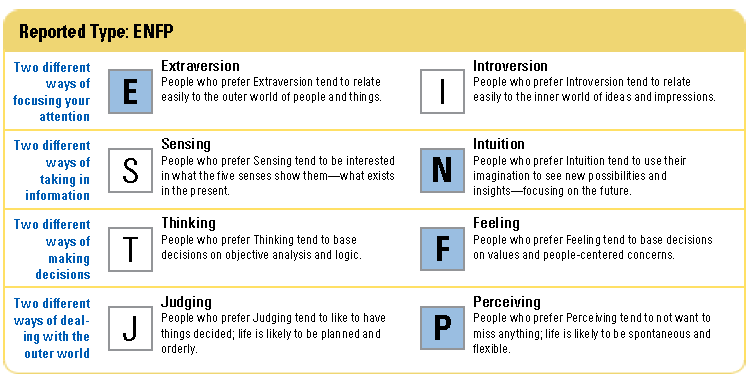 Reported Type: ENFP
Two different
ways of
focusing your
attention
E
Extraversion
People who prefer Extraversion tend to relate
easily to the outer world of people and things.
I
Introversion
People who prefer Introversion tend to relate
easily to the inner world of ideas and impressions.
Two different
ways of
taking in
information
S
Sensing
People who prefer Sensing tend to be interested
in what the five senses show them—what exists
in the present.
N
Intuition
People who prefer Intuition tend to use their
imagination to see new possibilities and
insights—focusing on the future.
Two different
ways of
making
decisions
T
Thinking
People who prefer Thinking tend to base
decisions on objective analysis and logic.
F
Feeling
People who prefer Feeling tend to base decisions
on values and people-centered concerns.
Two different
ways of deal-
ing with the
outer world
J
Judging
People who prefer Judging tend to like to have
things decided; life is likely to be planned and
orderly.
P
Perceiving
People who prefer Perceiving tend to not want to
miss anything; life is likely to be spontaneous and
flexible.